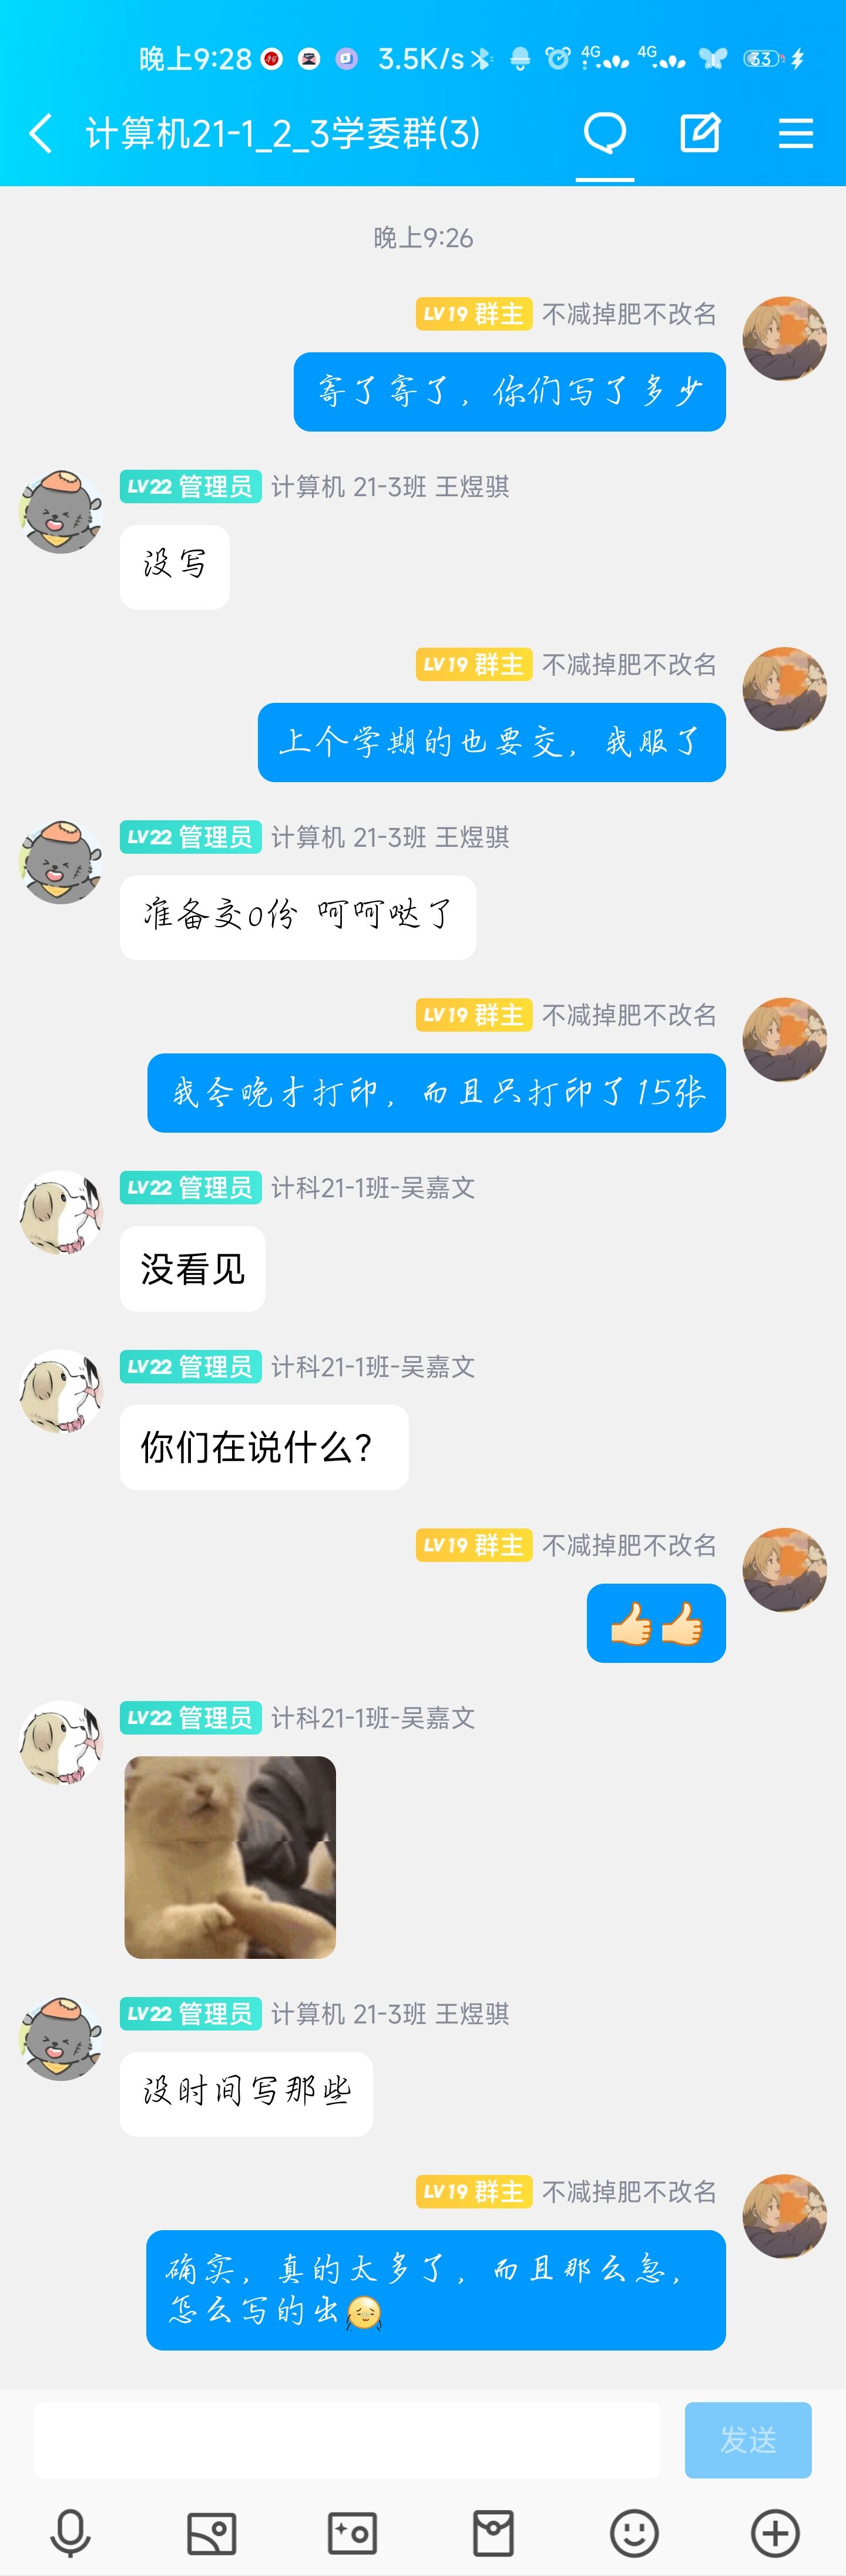 晚上9:28 3.5K/s 4G 4G 33
计算机21-1_2_3学委群(3)
晚上9:26
LV19 群主 不减掉肥不改名
寄了寄了，你们写了多少
LV22 管理员 计算机 21-3班 王煜骐
没写
LV19 群主 不减掉肥不改名
上个学期的也要交，我服了
LV22 管理员 计算机 21-3班 王煜骐
准备交0份 呵呵哒了
LV19 群主 不减掉肥不改名
我今晚才打印，而且只打印了15张
LV22 管理员 计科21-1班-吴嘉文
没看见
LV22 管理员 计科21-1班-吴嘉文
你们在说什么？
LV19 群主 不减掉肥不改名
👍👍
LV22 管理员 计科21-1班-吴嘉文
LV22 管理员 计算机 21-3班 王煜骐
没时间写那些
LV19 群主 不减掉肥不改名
确实，真的太多了，而且那么急，
怎么写的出
发送